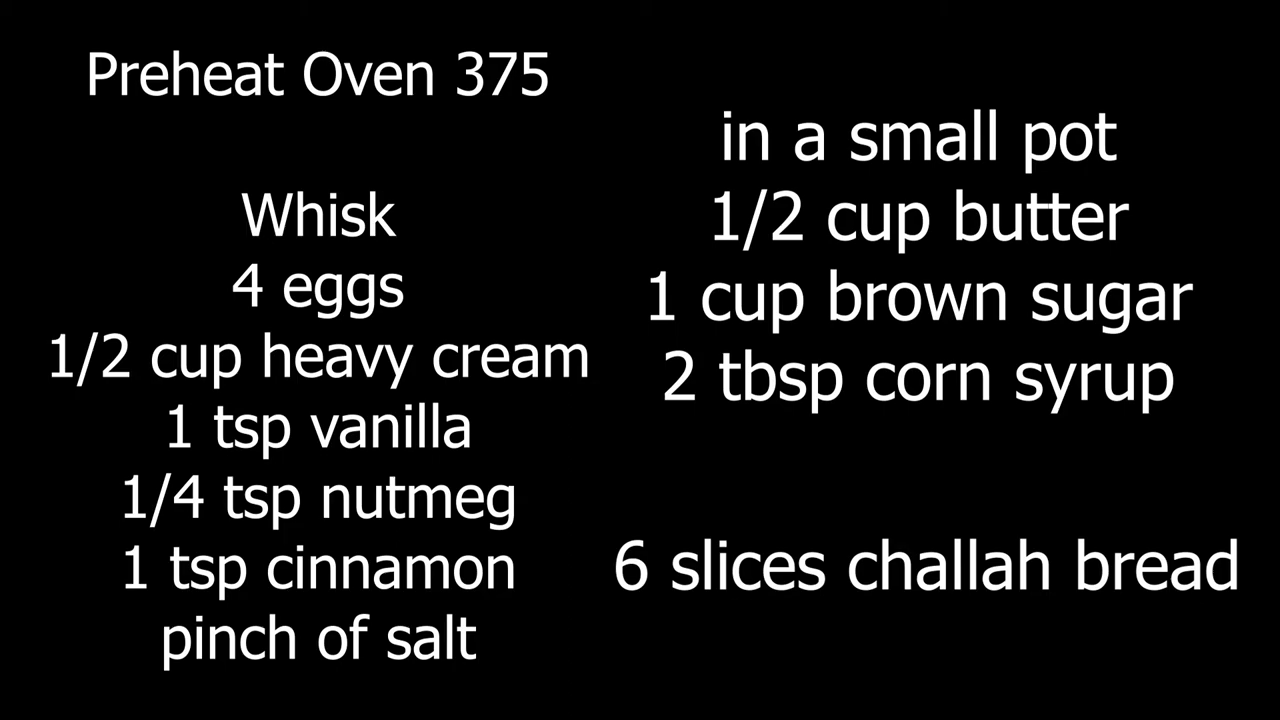 Preheat Oven 375
Whisk
4 eggs
1/2 cup heavy cream
1 tsp vanilla
1/4 tsp nutmeg
1 tsp cinnamon
pinch of salt
in a small pot
1/2 cup butter
1 cup brown sugar
2 tbsp corn syrup
6 slices challah bread